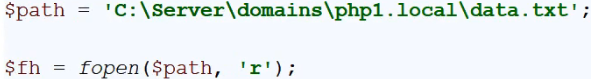 $path = 'C:\Server\domains\php1.local\data.txt';
$fh = fopen($path, 'r');